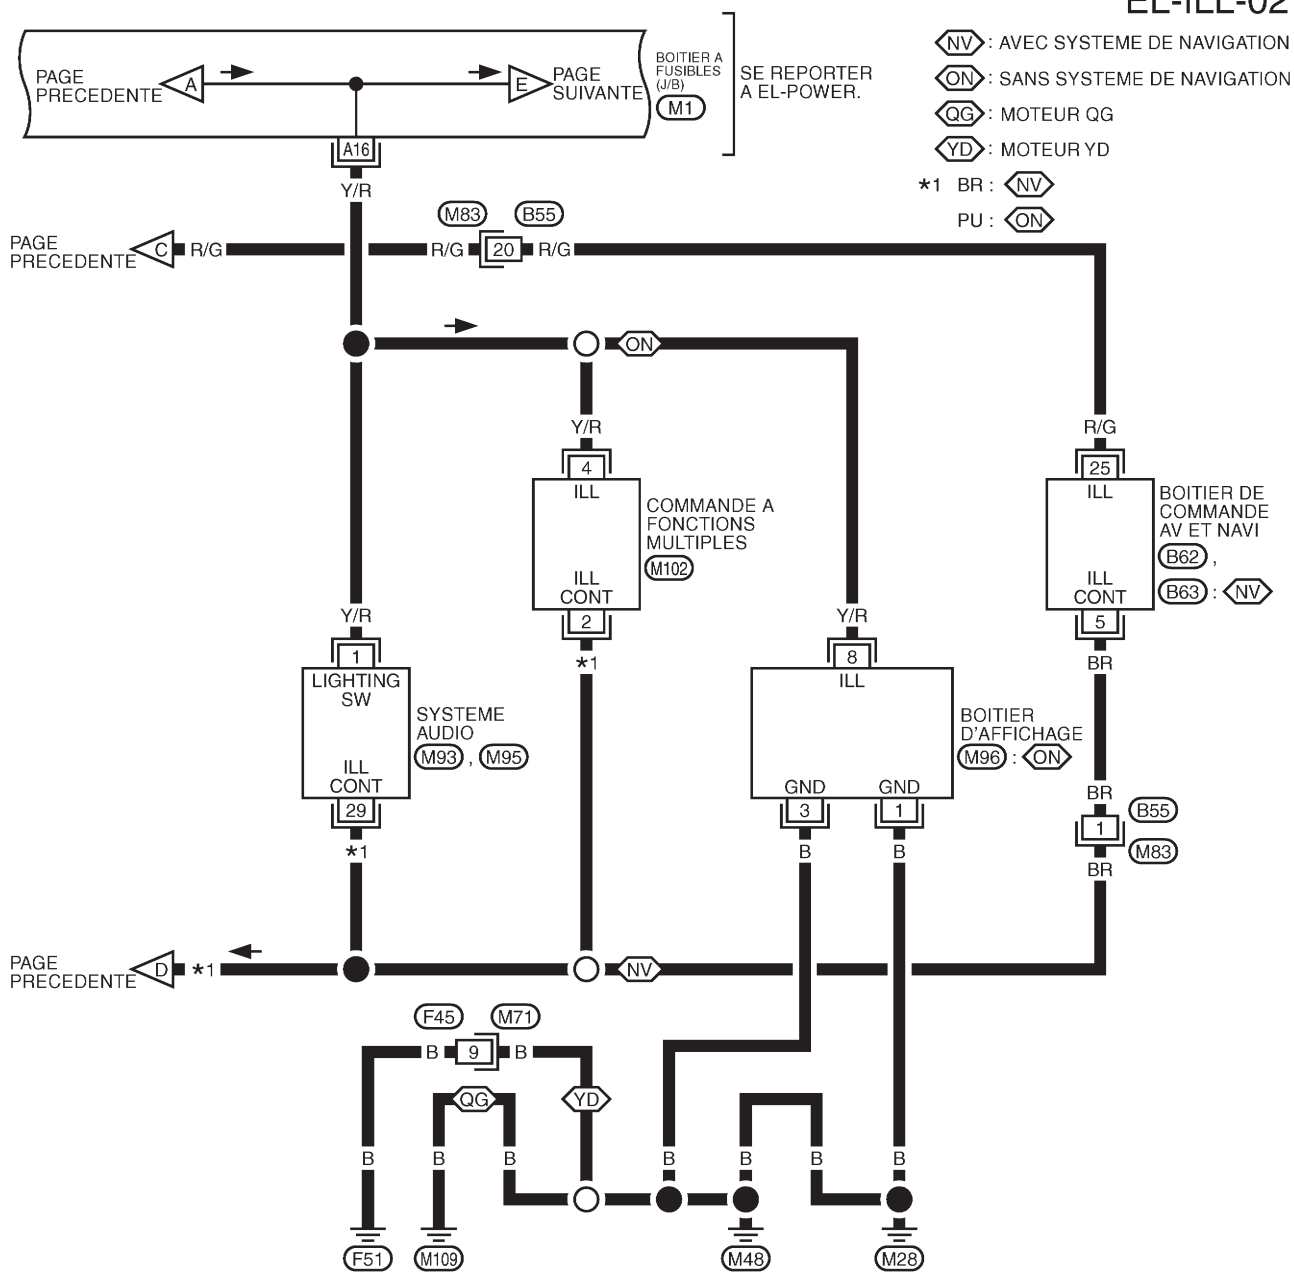 EL-ILL-02
NV : AVEC SYSTEME DE NAVIGATION
ON : SANS SYSTEME DE NAVIGATION
QG : MOTEUR QG
YD : MOTEUR YD
*1 BR : NV
PU : ON
PAGE
PRECEDENTE
A
E
PAGE
SUIVANTE
BOITIER A
FUSIBLES
(J/B)
M1
SE REPORTER
A EL-POWER.
A16
Y/R
PAGE
PRECEDENTE
C
R/G
M83
B55
R/G
20
R/G
ON
Y/R
R/G
4
ILL
ILL
CONT
2
*1
COMMANDE A
FONCTIONS
MULTIPLES
M102
25
ILL
ILL
CONT
5
BR
BOITIER DE
COMMANDE
AV ET NAVI
B62 ,
B63 : NV
Y/R
1
LIGHTING
SW
ILL
CONT
29
*1
SYSTEME
AUDIO
M93 , M95
Y/R
8
ILL
GND
GND
3
1
B
B
BOITIER
D'AFFICHAGE
M96 : ON
BR
1
B55
M83
BR
PAGE
PRECEDENTE
D
*1
NV
F45
M71
B
9
B
QG
YD
B
B
B
B
B
B
F51
M109
M48
M28